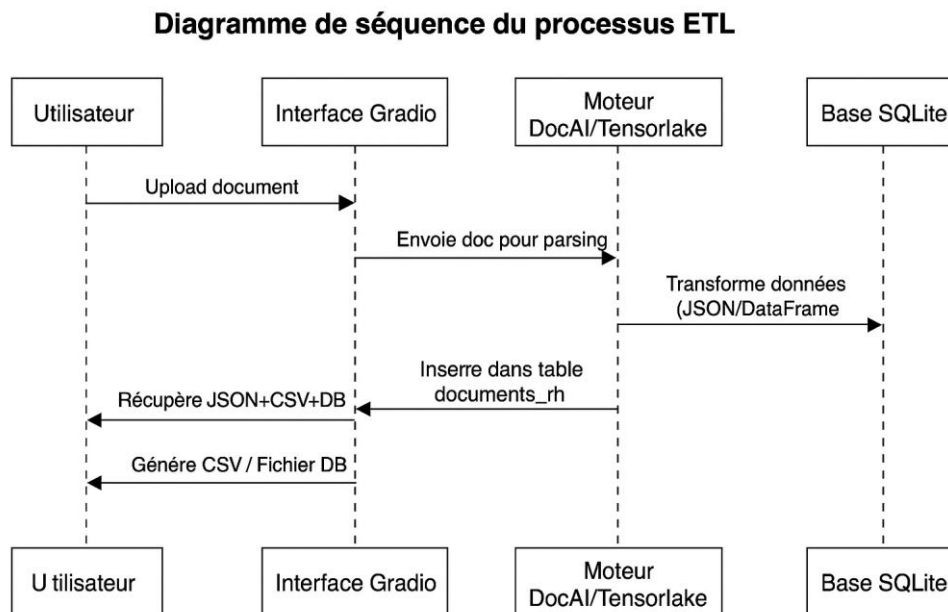 Diagramme de séquence du processus ETL
Utilisateur
Interface Gradio
Moteur
DocAI/Tensorlake
Base SQLite
Upload document
Envoie doc pour parsing
Transforme données
(JSON/DataFrame
Inserre dans table
documents_rh
Récupère JSON+CSV+DB
Génére CSV / Fichier DB
U tilisateur
Interface Gradio
Moteur
DocAI/Tensorlake
Base SQLite